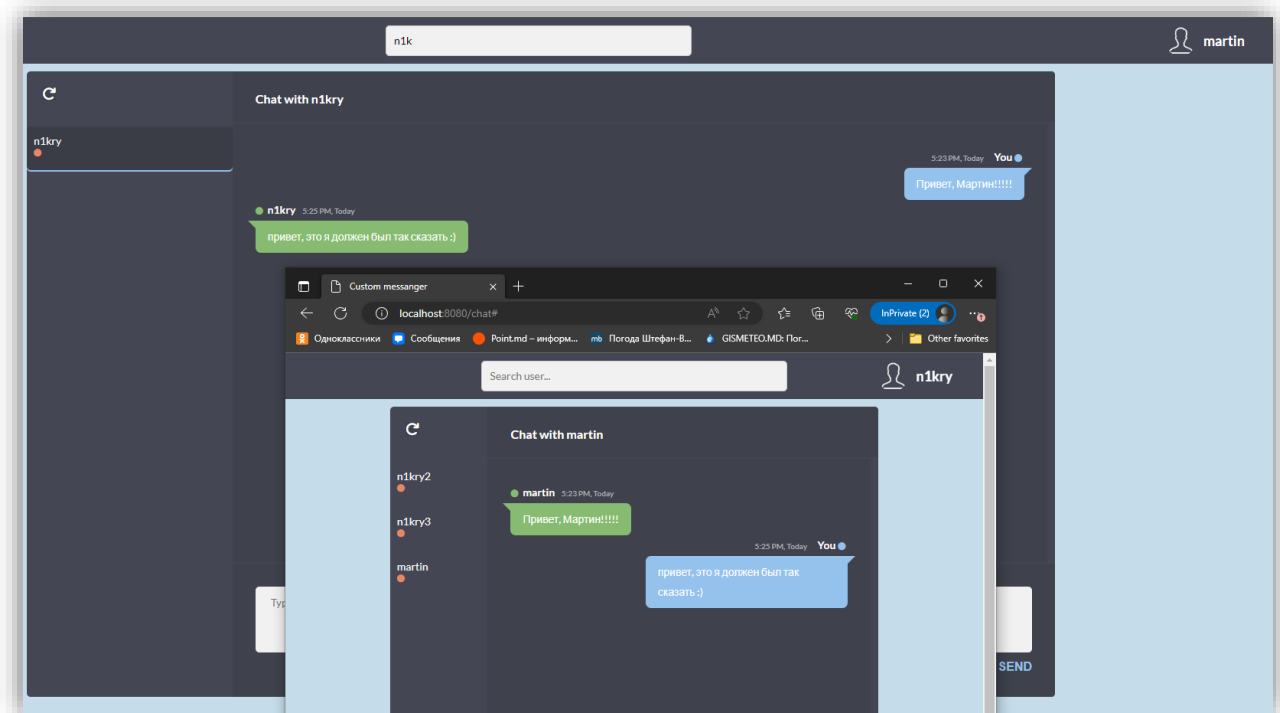 n1k
martin
Chat with n1kry
n1kry
5:23 PM, Today You
Привет, Мартин!!!!!
n1kry 5:25 PM, Today
привет, это я должен был так сказать :)
Custom messanger
localhost:8080/chat#
InPrivate (2)
Одноклассники Сообщения Point.md – информ... mb Погода Штефан-В... GISMETEO.MD: Пог... Other favorites
Search user...
n1kry
Chat with martin
n1kry2
n1kry3
martin
martin 5:23 PM, Today
Привет, Мартин!!!!!
5:25 PM, Today You
привет, это я должен был так
сказать :)
SEND